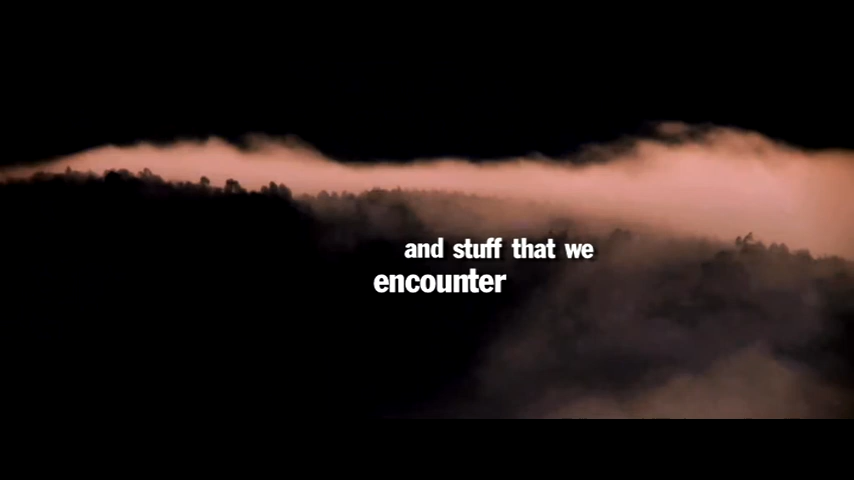 and stuff that we
encounter